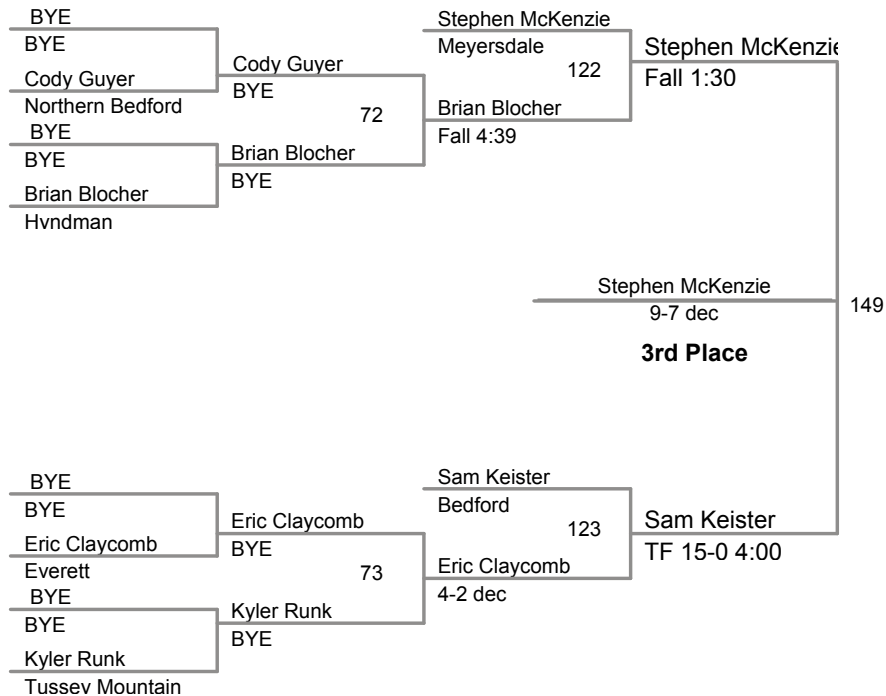 BYE
BYE
Cody Guyer
Northern Bedford
BYE
BYE
Brian Blocher
Hvndman
Cody Guyer
BYE
72
Brian Blocher
BYE
Stephen McKenzie
Meyersdale
122
Brian Blocher
Fall 4:39
Stephen McKenzie
Fall 1:30
Stephen McKenzie
9-7 dec
149
3rd Place
BYE
BYE
Eric Claycomb
Everett
BYE
BYE
Kyler Runk
Tussey Mountain
Eric Claycomb
BYE
73
Kyler Runk
BYE
Sam Keister
Bedford
123
Eric Claycomb
4-2 dec
Sam Keister
TF 15-0 4:00